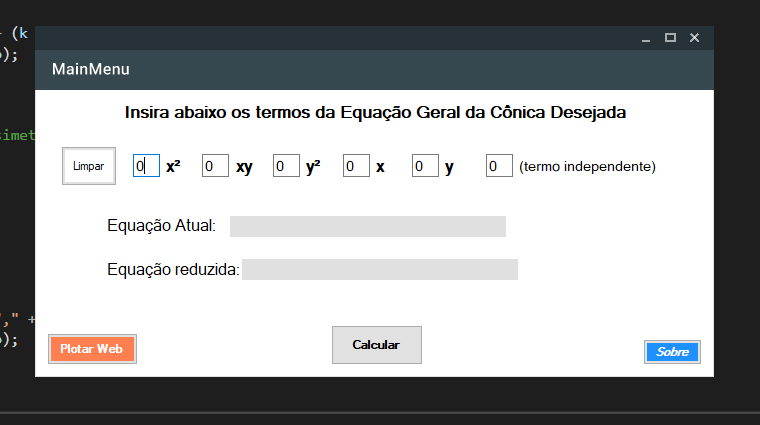 (k
);
MainMenu
Insira abaixo os termos da Equação Geral da Cônica Desejada
simet
Limpar 0 x² 0 xy 0 y² 0 x 0 y 0 (termo independente)
Equação Atual:
Equação reduzida:
"," +
);
Plotar Web Calcular Sobre